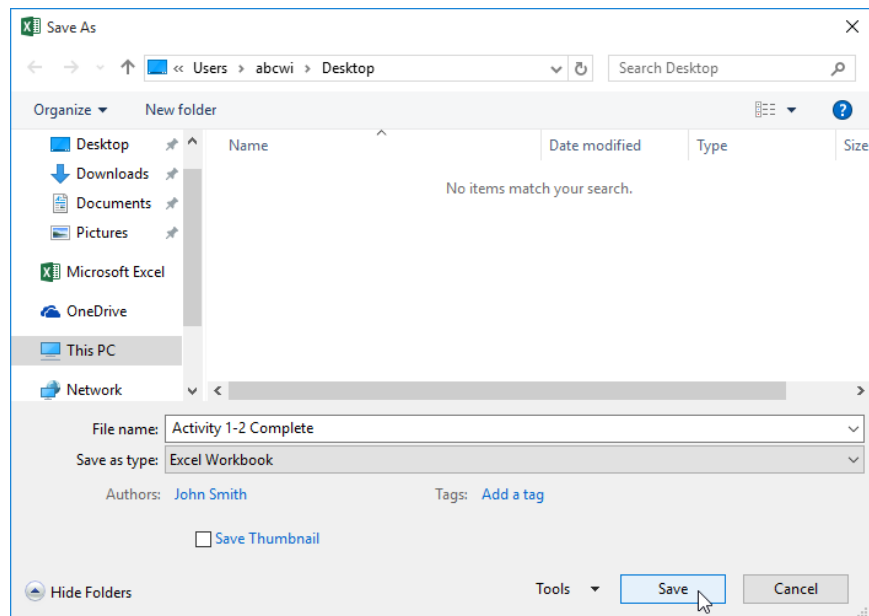 Save As
« Users › abcwi › Desktop
Search Desktop
Organize
New folder
?
Desktop
Downloads
Documents
Pictures
Microsoft Excel
OneDrive
This PC
Network
Name
Date modified
Type
Size
No items match your search.
File name: Activity 1-2 Complete
Save as type: Excel Workbook
Authors: John Smith
Tags: Add a tag
Save Thumbnail
Hide Folders
Tools
Save
Cancel